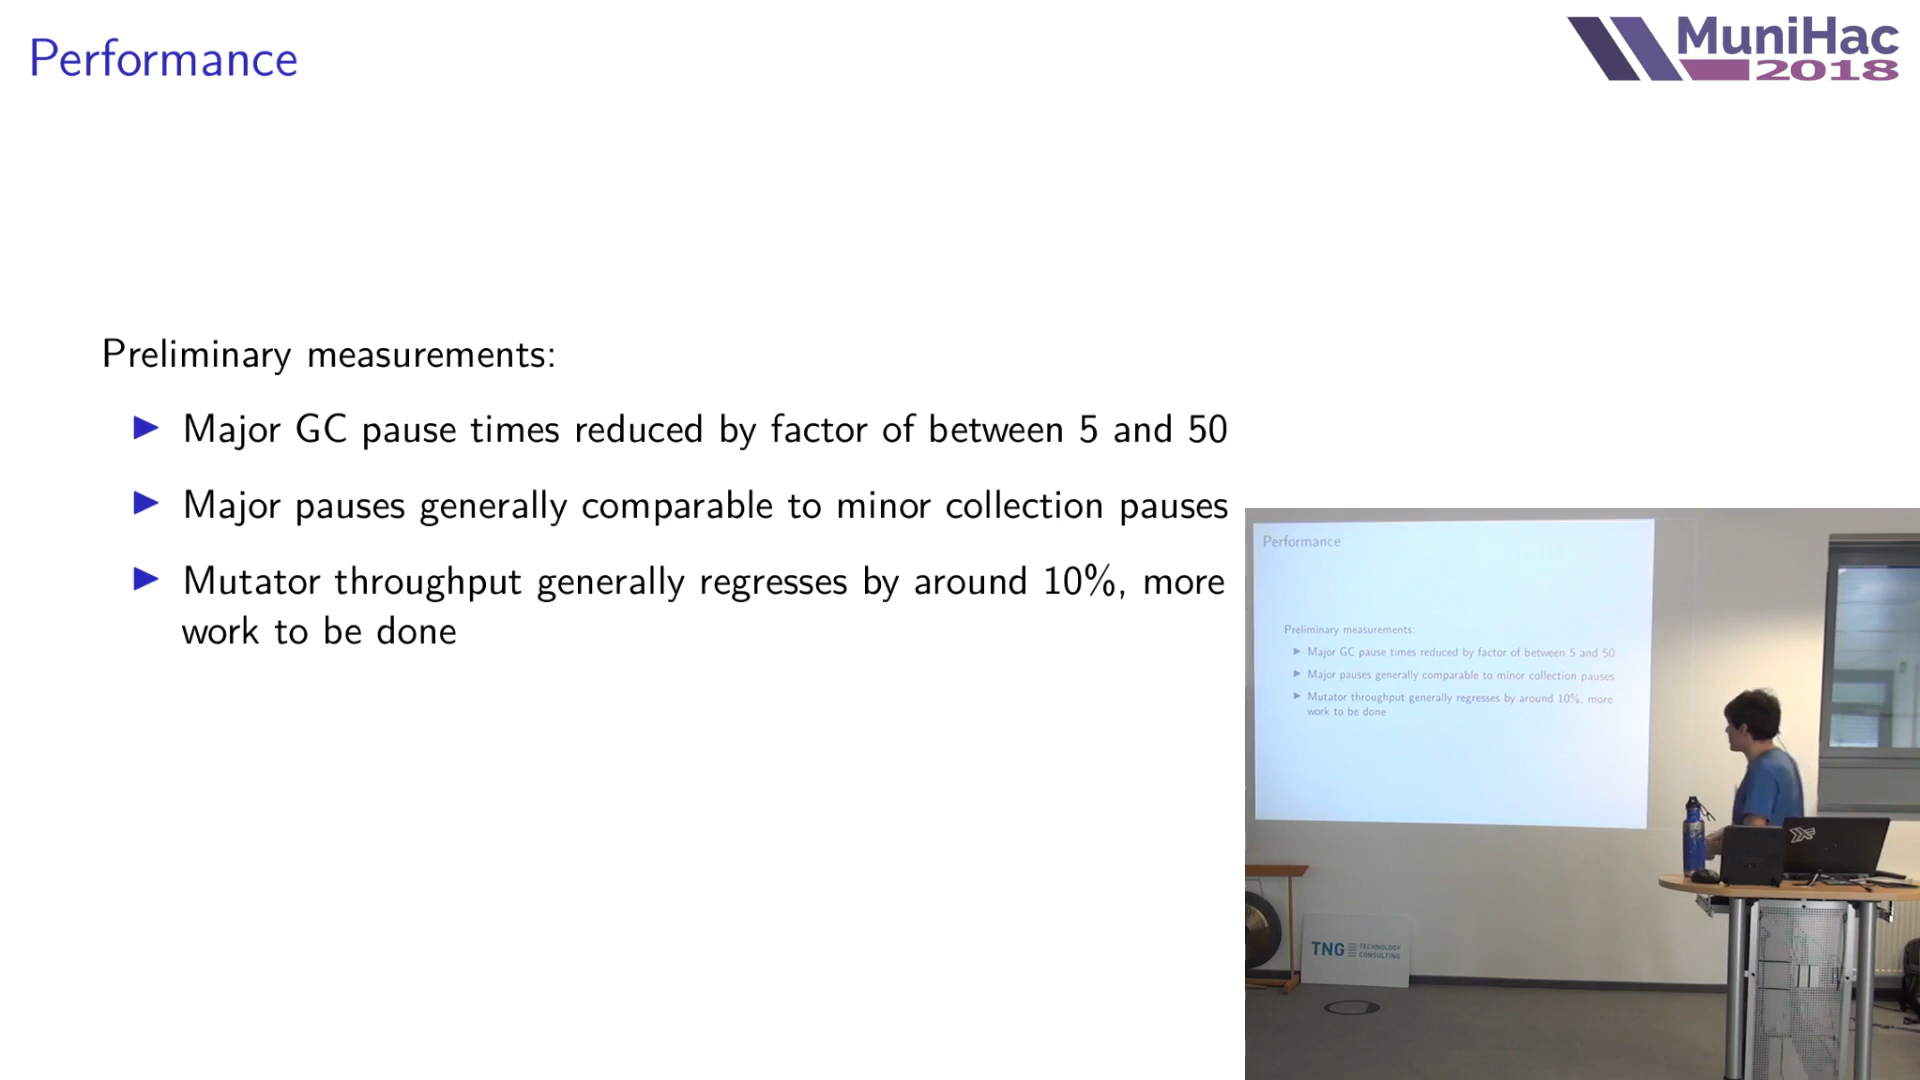 Performance
MuniHac
2018
Preliminary measurements:
▶ Major GC pause times reduced by factor of between 5 and 50
▶ Major pauses generally comparable to minor collection pauses
▶ Mutator throughput generally regresses by around 10%, more
work to be done
Performance
Preliminary measurements:
▶ Major GC pause times reduced by factor of between 5 and 50
▶ Major pauses generally comparable to minor collection pauses
▶ Mutator throughput generally regresses by around 10%, more
work to be done
TNG TECHNOLOGY
CONSULTING